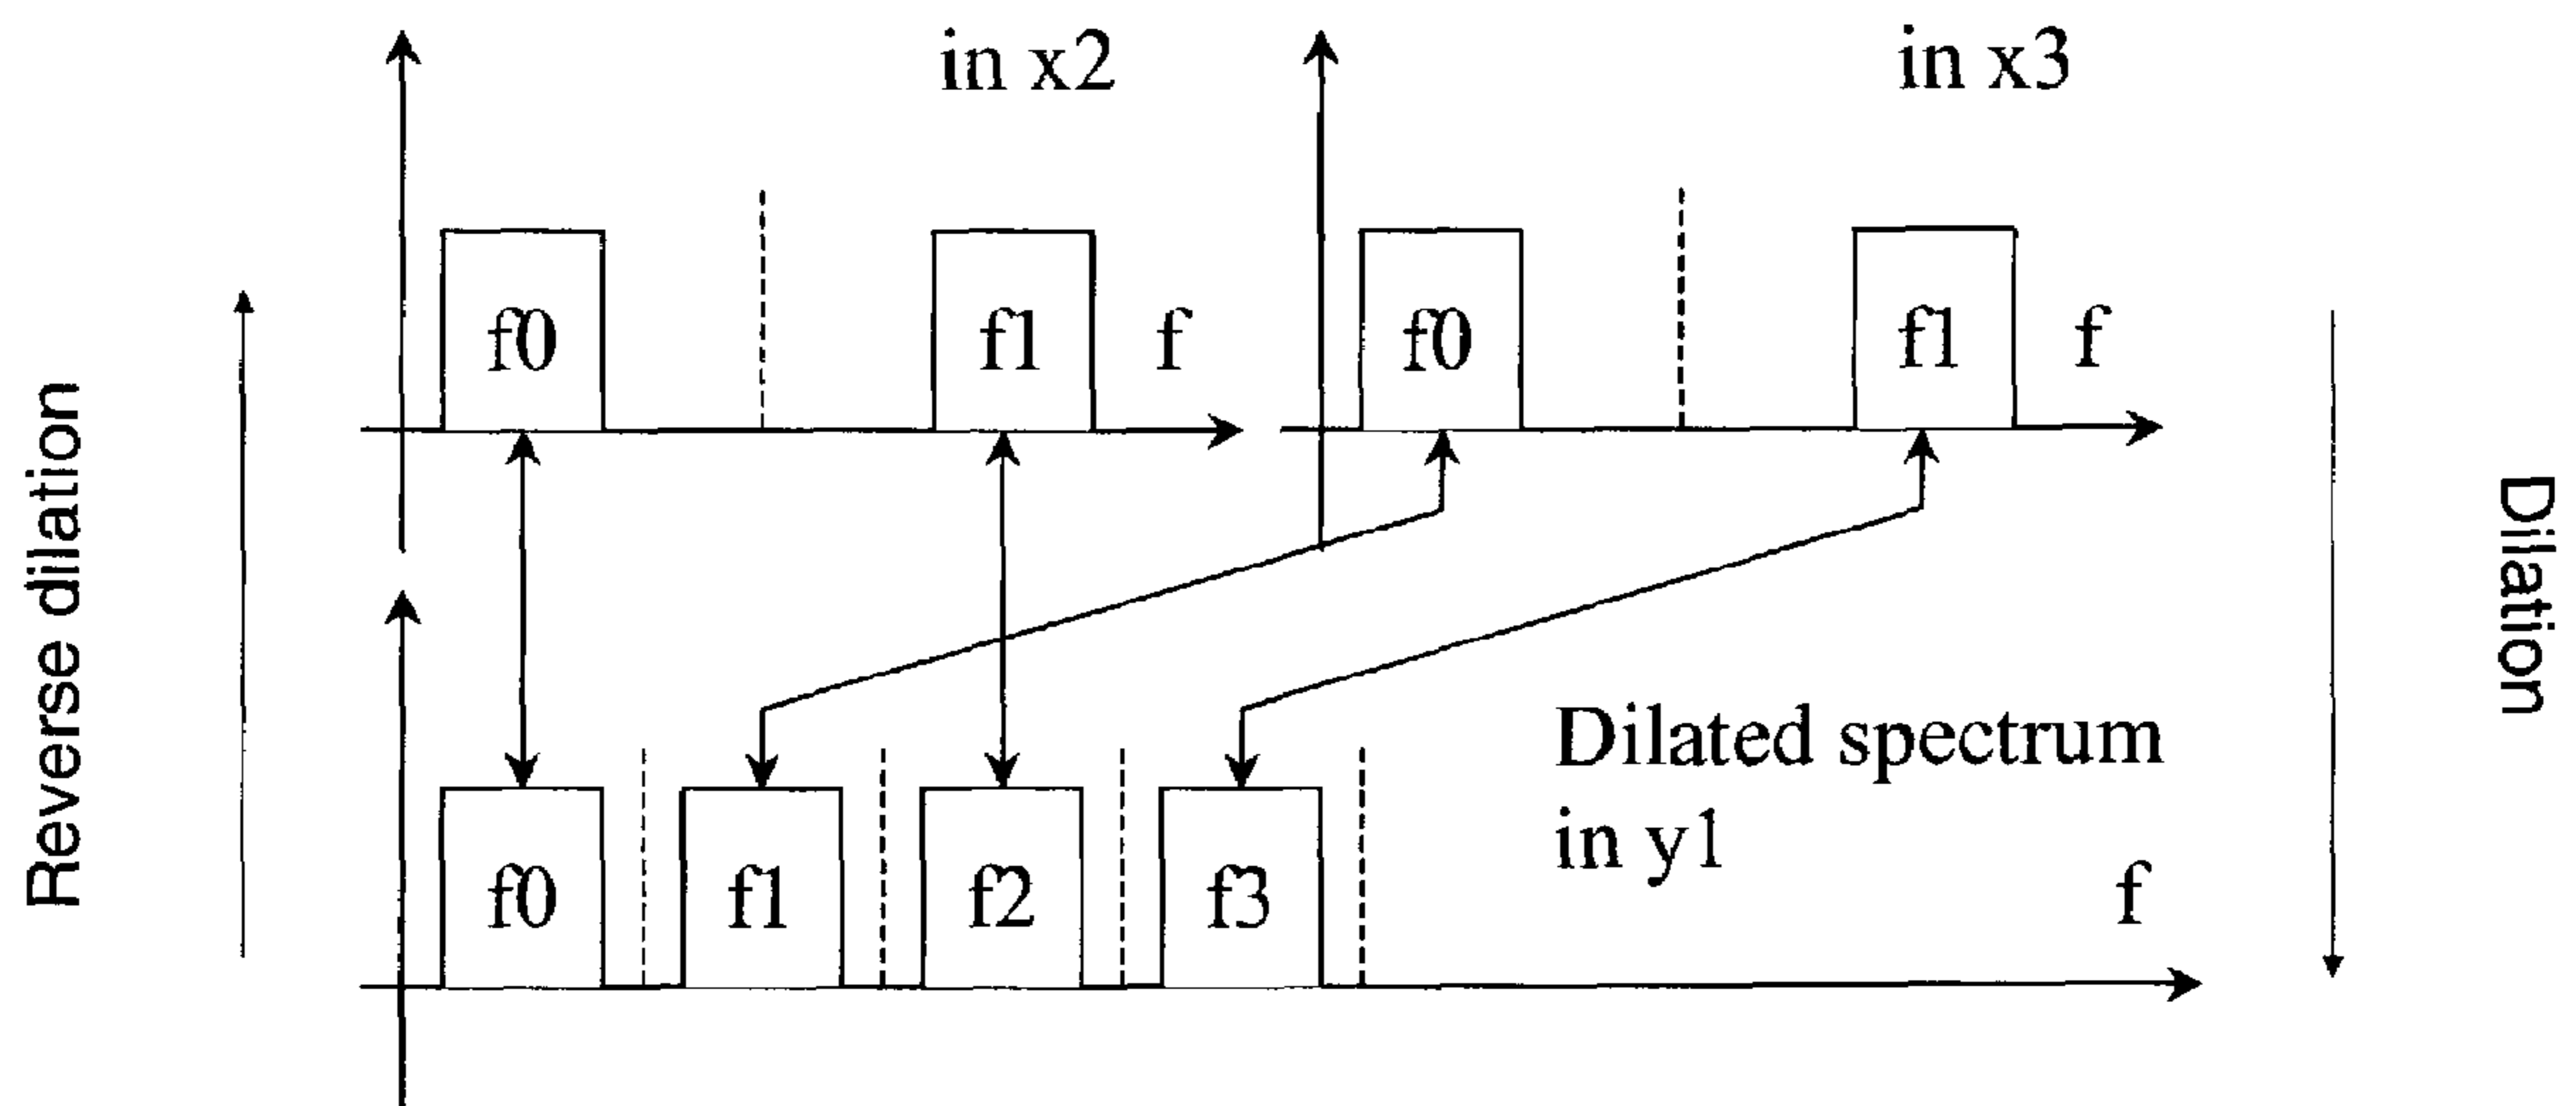 in x2
in x3
f0
f1
f
f0
f1
f
Reverse dilation
Dilation
Dilated spectrum
in y1
f0
f1
f2
f3
f